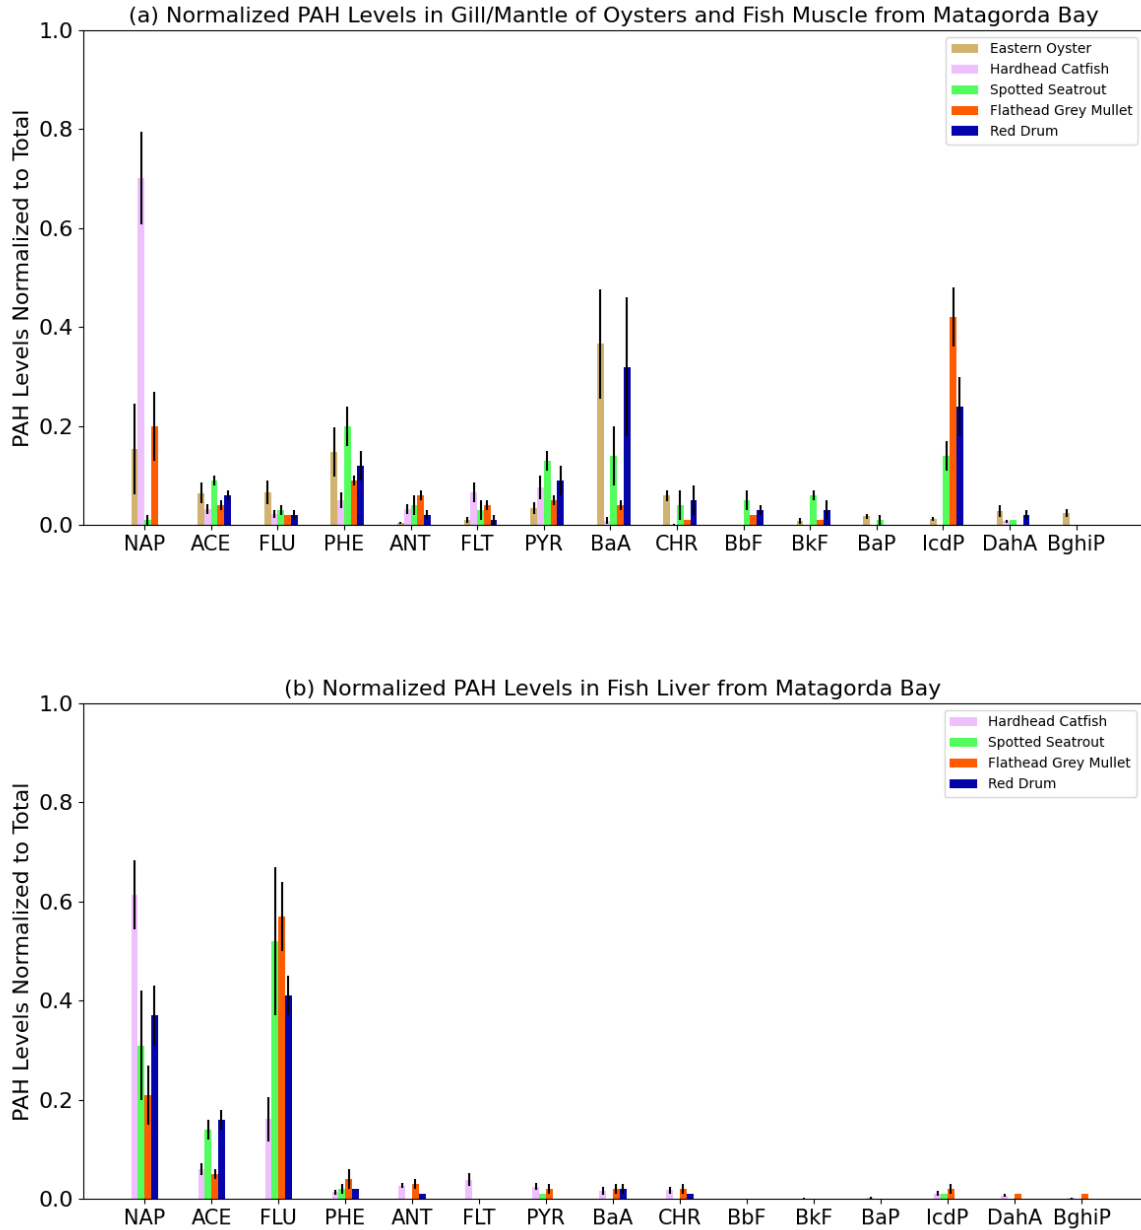 (a) Normalized PAH Levels in Gill/Mantle of Oysters and Fish Muscle from Matagorda Bay
PAH Levels Normalized to Total
1.0
0.8
0.6
0.4
0.2
0.0
Eastern Oyster
Hardhead Catfish
Spotted Seatrout
Flathead Grey Mullet
Red Drum
NAP ACE FLU PHE ANT FLT PYR BaA CHR BbF BkF BaP IcdP DahA BghiP
(b) Normalized PAH Levels in Fish Liver from Matagorda Bay
PAH Levels Normalized to Total
1.0
0.8
0.6
0.4
0.2
0.0
Hardhead Catfish
Spotted Seatrout
Flathead Grey Mullet
Red Drum
NAP ACE FLU PHE ANT FLT PYR BaA CHR BbF BkF BaP IcdP DahA BghiP